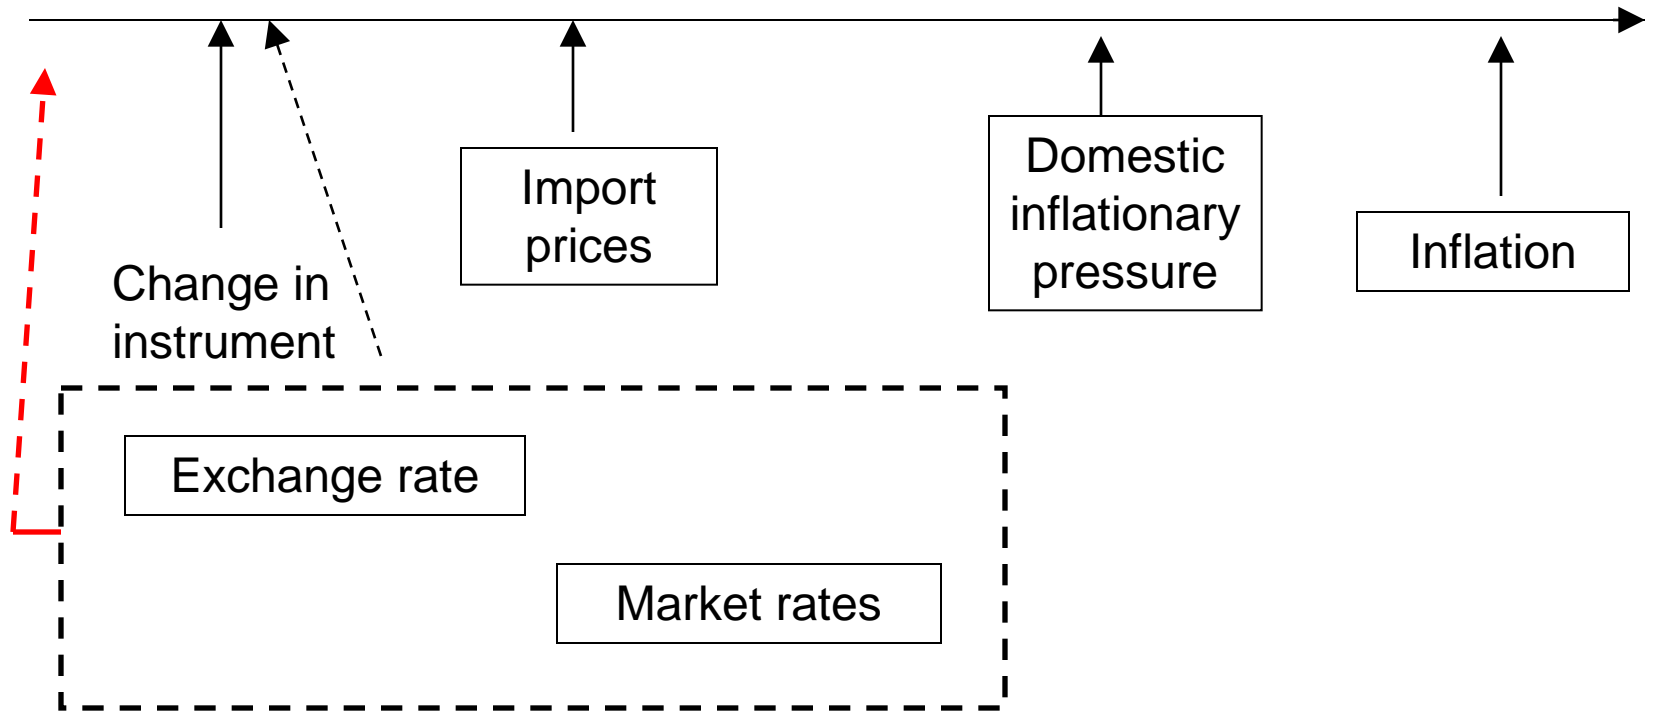 Change in
instrument
Import
prices
Domestic
inflationary
pressure
Inflation
Exchange rate
Market rates